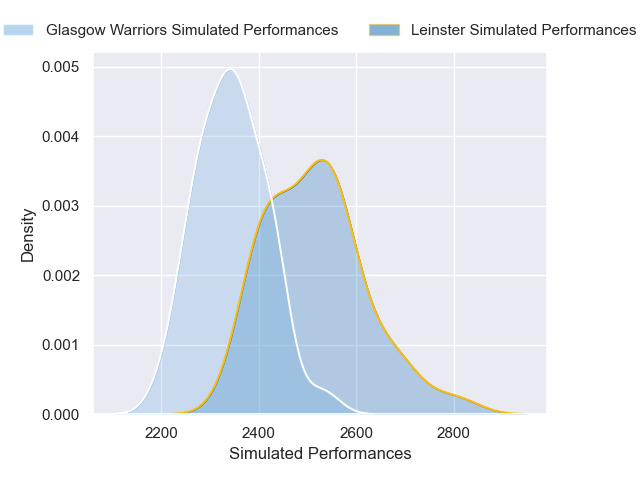 Glasgow Warriors Simulated Performances
Leinster Simulated Performances
0.005
0.004
0.003
0.002
0.001
0.000
Density
2200
2400
2600
2800
Simulated Performances